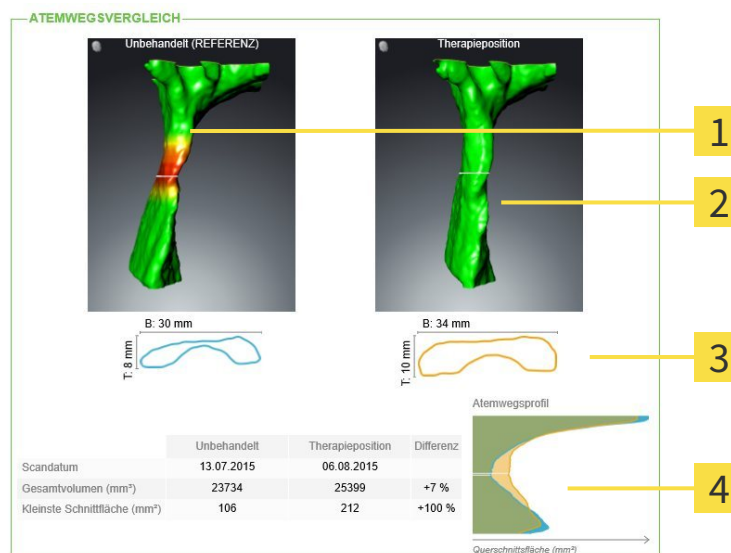 ATEMWEGSVERGLEICH
Unbehandelt (REFERENZ)
Therapieposition
1
2
B: 30 mm
T: 8 mm
B: 34 mm
T: 10 mm
3
Atemwegsprofil
Unbehandelt Therapieposition Differenz
Scandatum 13.07.2015 06.08.2015
Gesamtvolumen (mm³) 23734 25399 +7 %
Kleinste Schnittfläche (mm²) 106 212 +100 %
4
Querschnittsfläche (mm²)